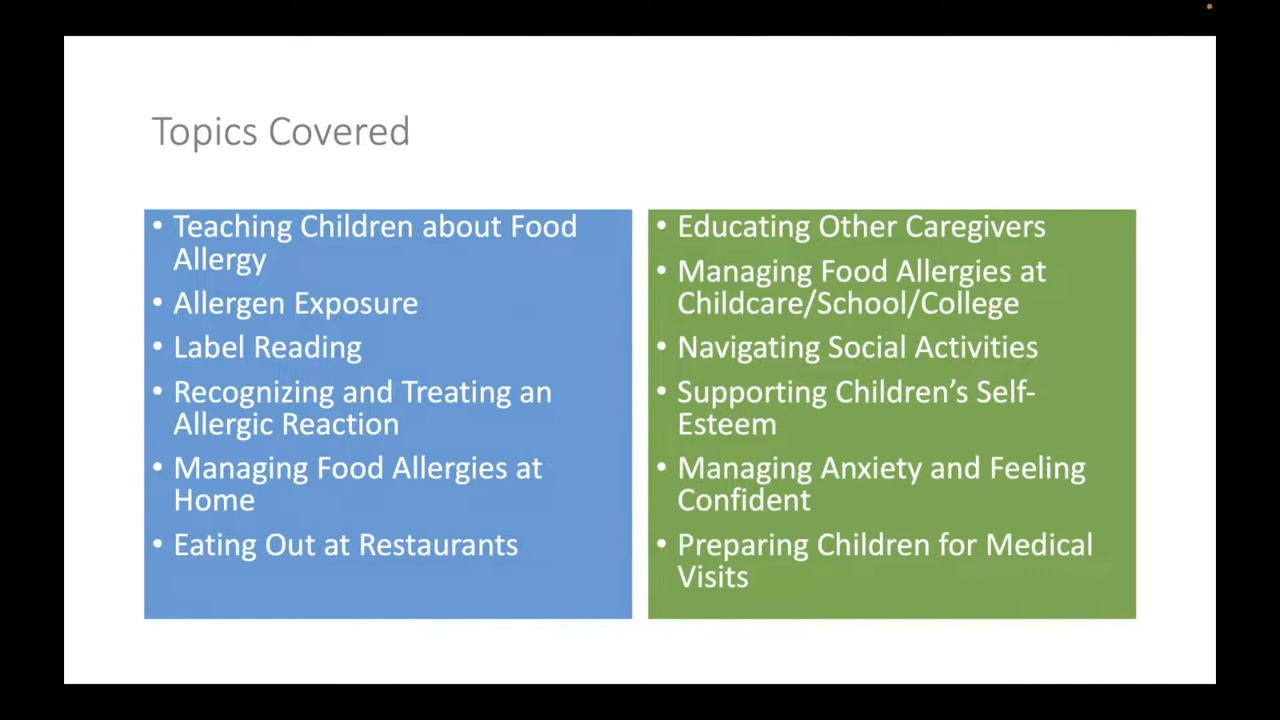 Topics Covered
• Teaching Children about Food
Allergy
• Allergen Exposure
• Label Reading
• Recognizing and Treating an
Allergic Reaction
• Managing Food Allergies at
Home
• Eating Out at Restaurants
• Educating Other Caregivers
• Managing Food Allergies at
Childcare/School/College
• Navigating Social Activities
• Supporting Children’s Self-
Esteem
• Managing Anxiety and Feeling
Confident
• Preparing Children for Medical
Visits